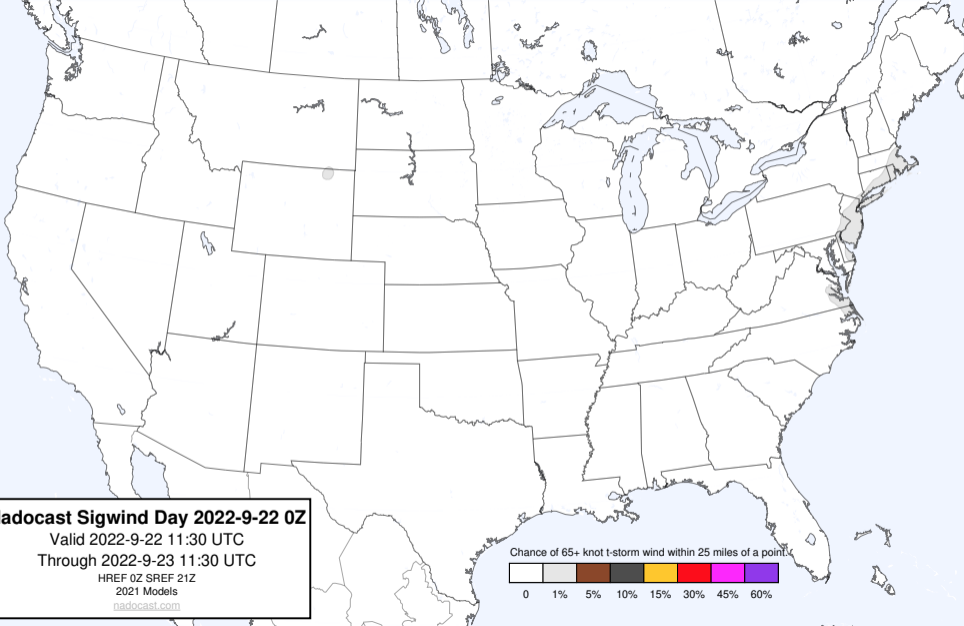 adocast Sigwind Day 2022-9-22 0Z
Valid 2022-9-22 11:30 UTC
Through 2022-9-23 11:30 UTC
HREF 0Z SREF 21Z
2021 Models
nadocast.com
Chance of 65+ knot t-storm wind within 25 miles of a point.
0 1% 5% 10% 15% 30% 45% 60%